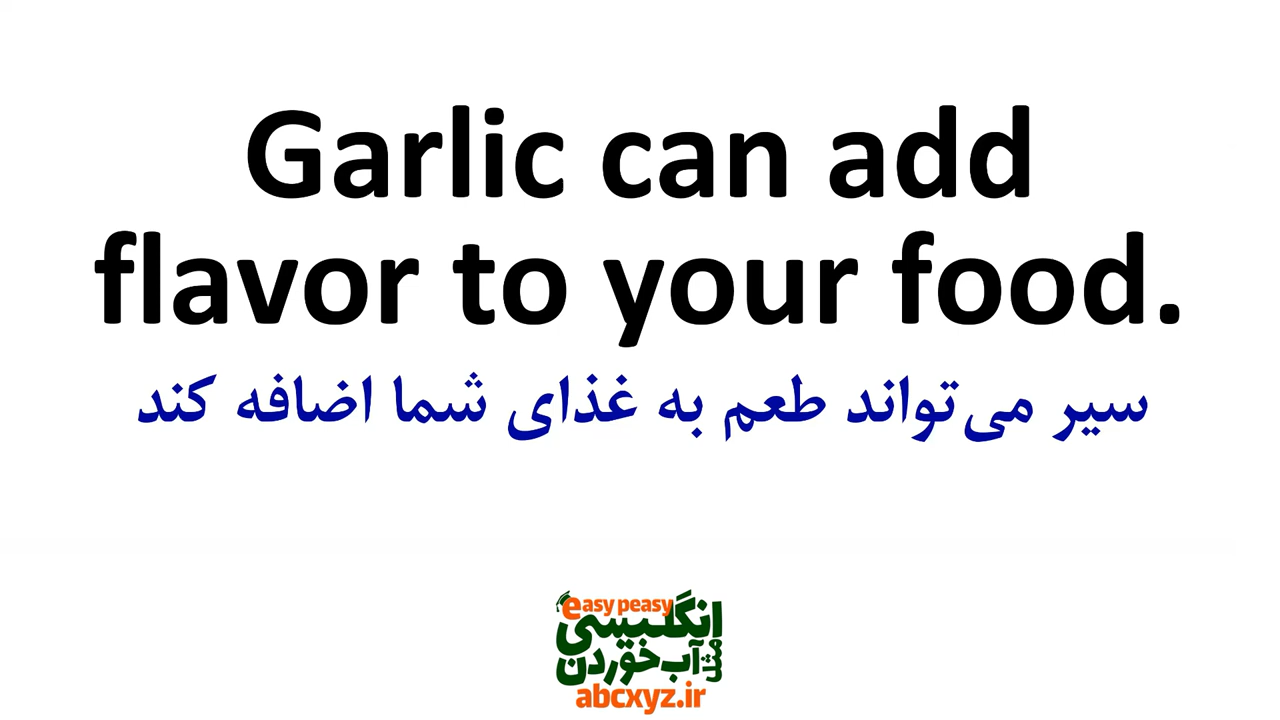 Garlic can add
flavor to your food.
سیر می‌تواند طعم به غذای شما اضافه کند
easy peasy
انگلیسی
مثل آب خوردن
abcxyz.ir